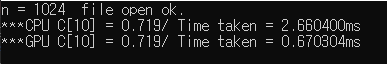 n = 1024  file open ok.
***CPU C[10] = 0.719/ Time taken = 2.660400ms
***GPU C[10] = 0.719/ Time taken = 0.670304ms